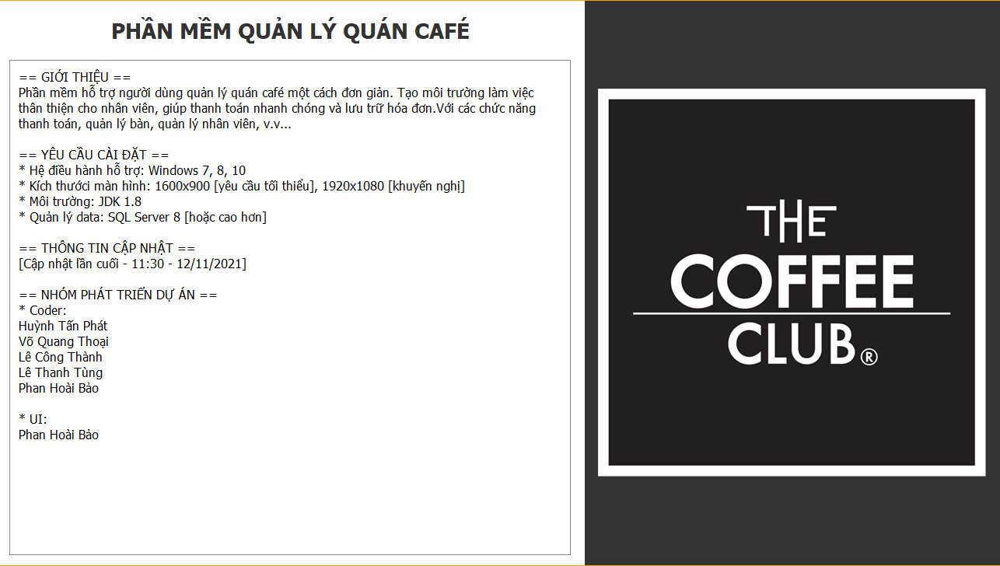 PHẦN MỀM QUẢN LÝ QUÁN CAFÉ
== GIỚI THIỆU ==
Phần mềm hỗ trợ người dùng quản lý quán café một cách đơn giản. Tạo môi trường làm việc
thân thiện cho nhân viên, giúp thanh toán nhanh chóng và lưu trữ hóa đơn.Với các chức năng
thanh toán, quản lý bàn, quản lý nhân viên, v.v...
== YÊU CẦU CÀI ĐẶT ==
* Hệ điều hành hỗ trợ: Windows 7, 8, 10
* Kích thướci màn hình: 1600x900 [yêu cầu tối thiểu], 1920x1080 [khuyến nghị]
* Môi trường: JDK 1.8
* Quản lý data: SQL Server 8 [hoặc cao hơn]
== THÔNG TIN CẬP NHẬT ==
[Cập nhật lần cuối - 11:30 - 12/11/2021]
== NHÓM PHÁT TRIỂN DỰ ÁN ==
* Coder:
Huỳnh Tấn Phát
Võ Quang Thoại
Lê Công Thành
Lê Thanh Tùng
Phan Hoài Bảo
* UI:
Phan Hoài Bảo
THE
COFFEE
CLUB®